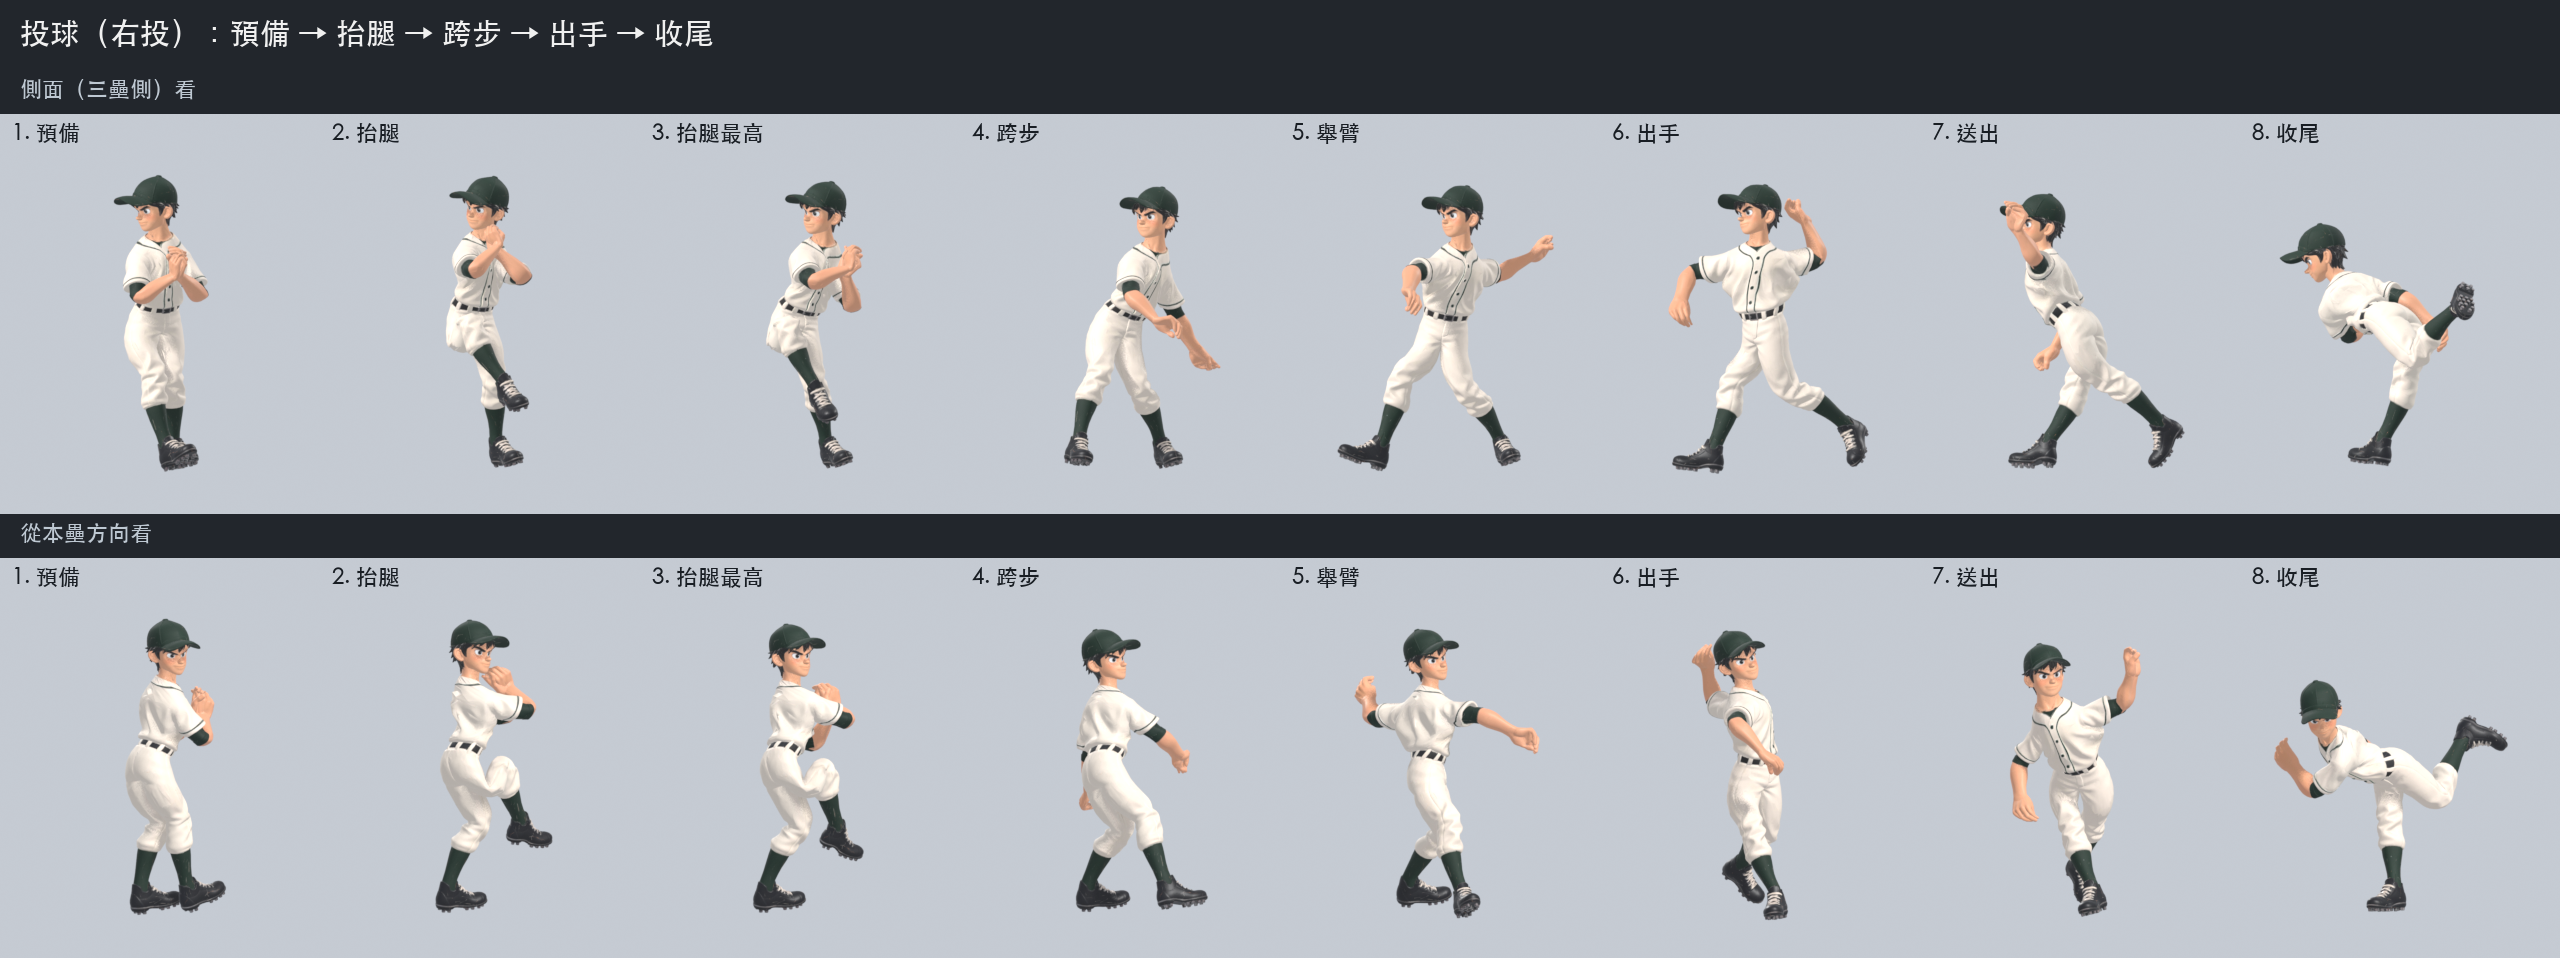 投球（右投）：預備 → 抬腿 → 跨步 → 出手 → 收尾
側面（三壘側）看
1. 預備
2. 抬腿
3. 抬腿最高
4. 跨步
5. 舉臂
6. 出手
7. 送出
8. 收尾
從本壘方向看
1. 預備
2. 抬腿
3. 抬腿最高
4. 跨步
5. 舉臂
6. 出手
7. 送出
8. 收尾